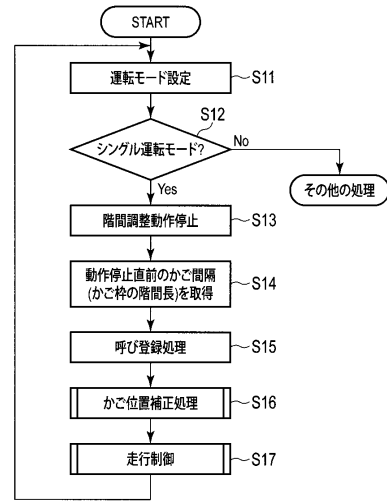 START
運転モード設定
S11
シングル運転モード?
S12
No
その他の処理
Yes
階間調整動作停止
S13
動作停止直前のかご間隔
(かご枠の階間長)を取得
S14
呼び登録処理
S15
かご位置補正処理
S16
走行制御
S17